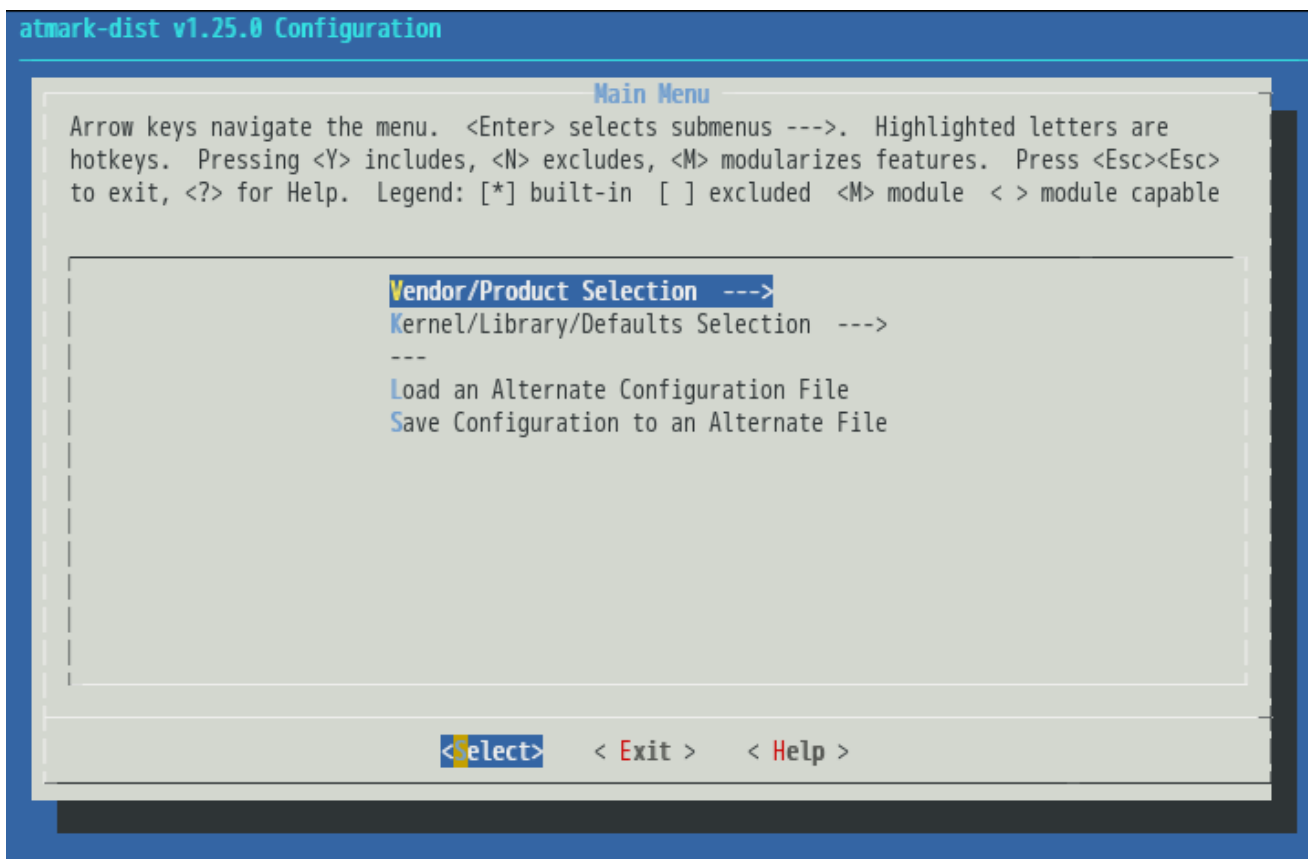 atmark-dist v1.25.0 Configuration
Main Menu
Arrow keys navigate the menu.  <Enter> selects submenus --->.  Highlighted letters are
hotkeys.  Pressing <Y> includes, <N> excludes, <M> modularizes features.  Press <Esc><Esc>
to exit, <?> for Help.  Legend: [*] built-in  [ ] excluded  <M> module  < > module capable
Vendor/Product Selection  --->
Kernel/Library/Defaults Selection  --->
---
Load an Alternate Configuration File
Save Configuration to an Alternate File
<Select>    < Exit >    < Help >